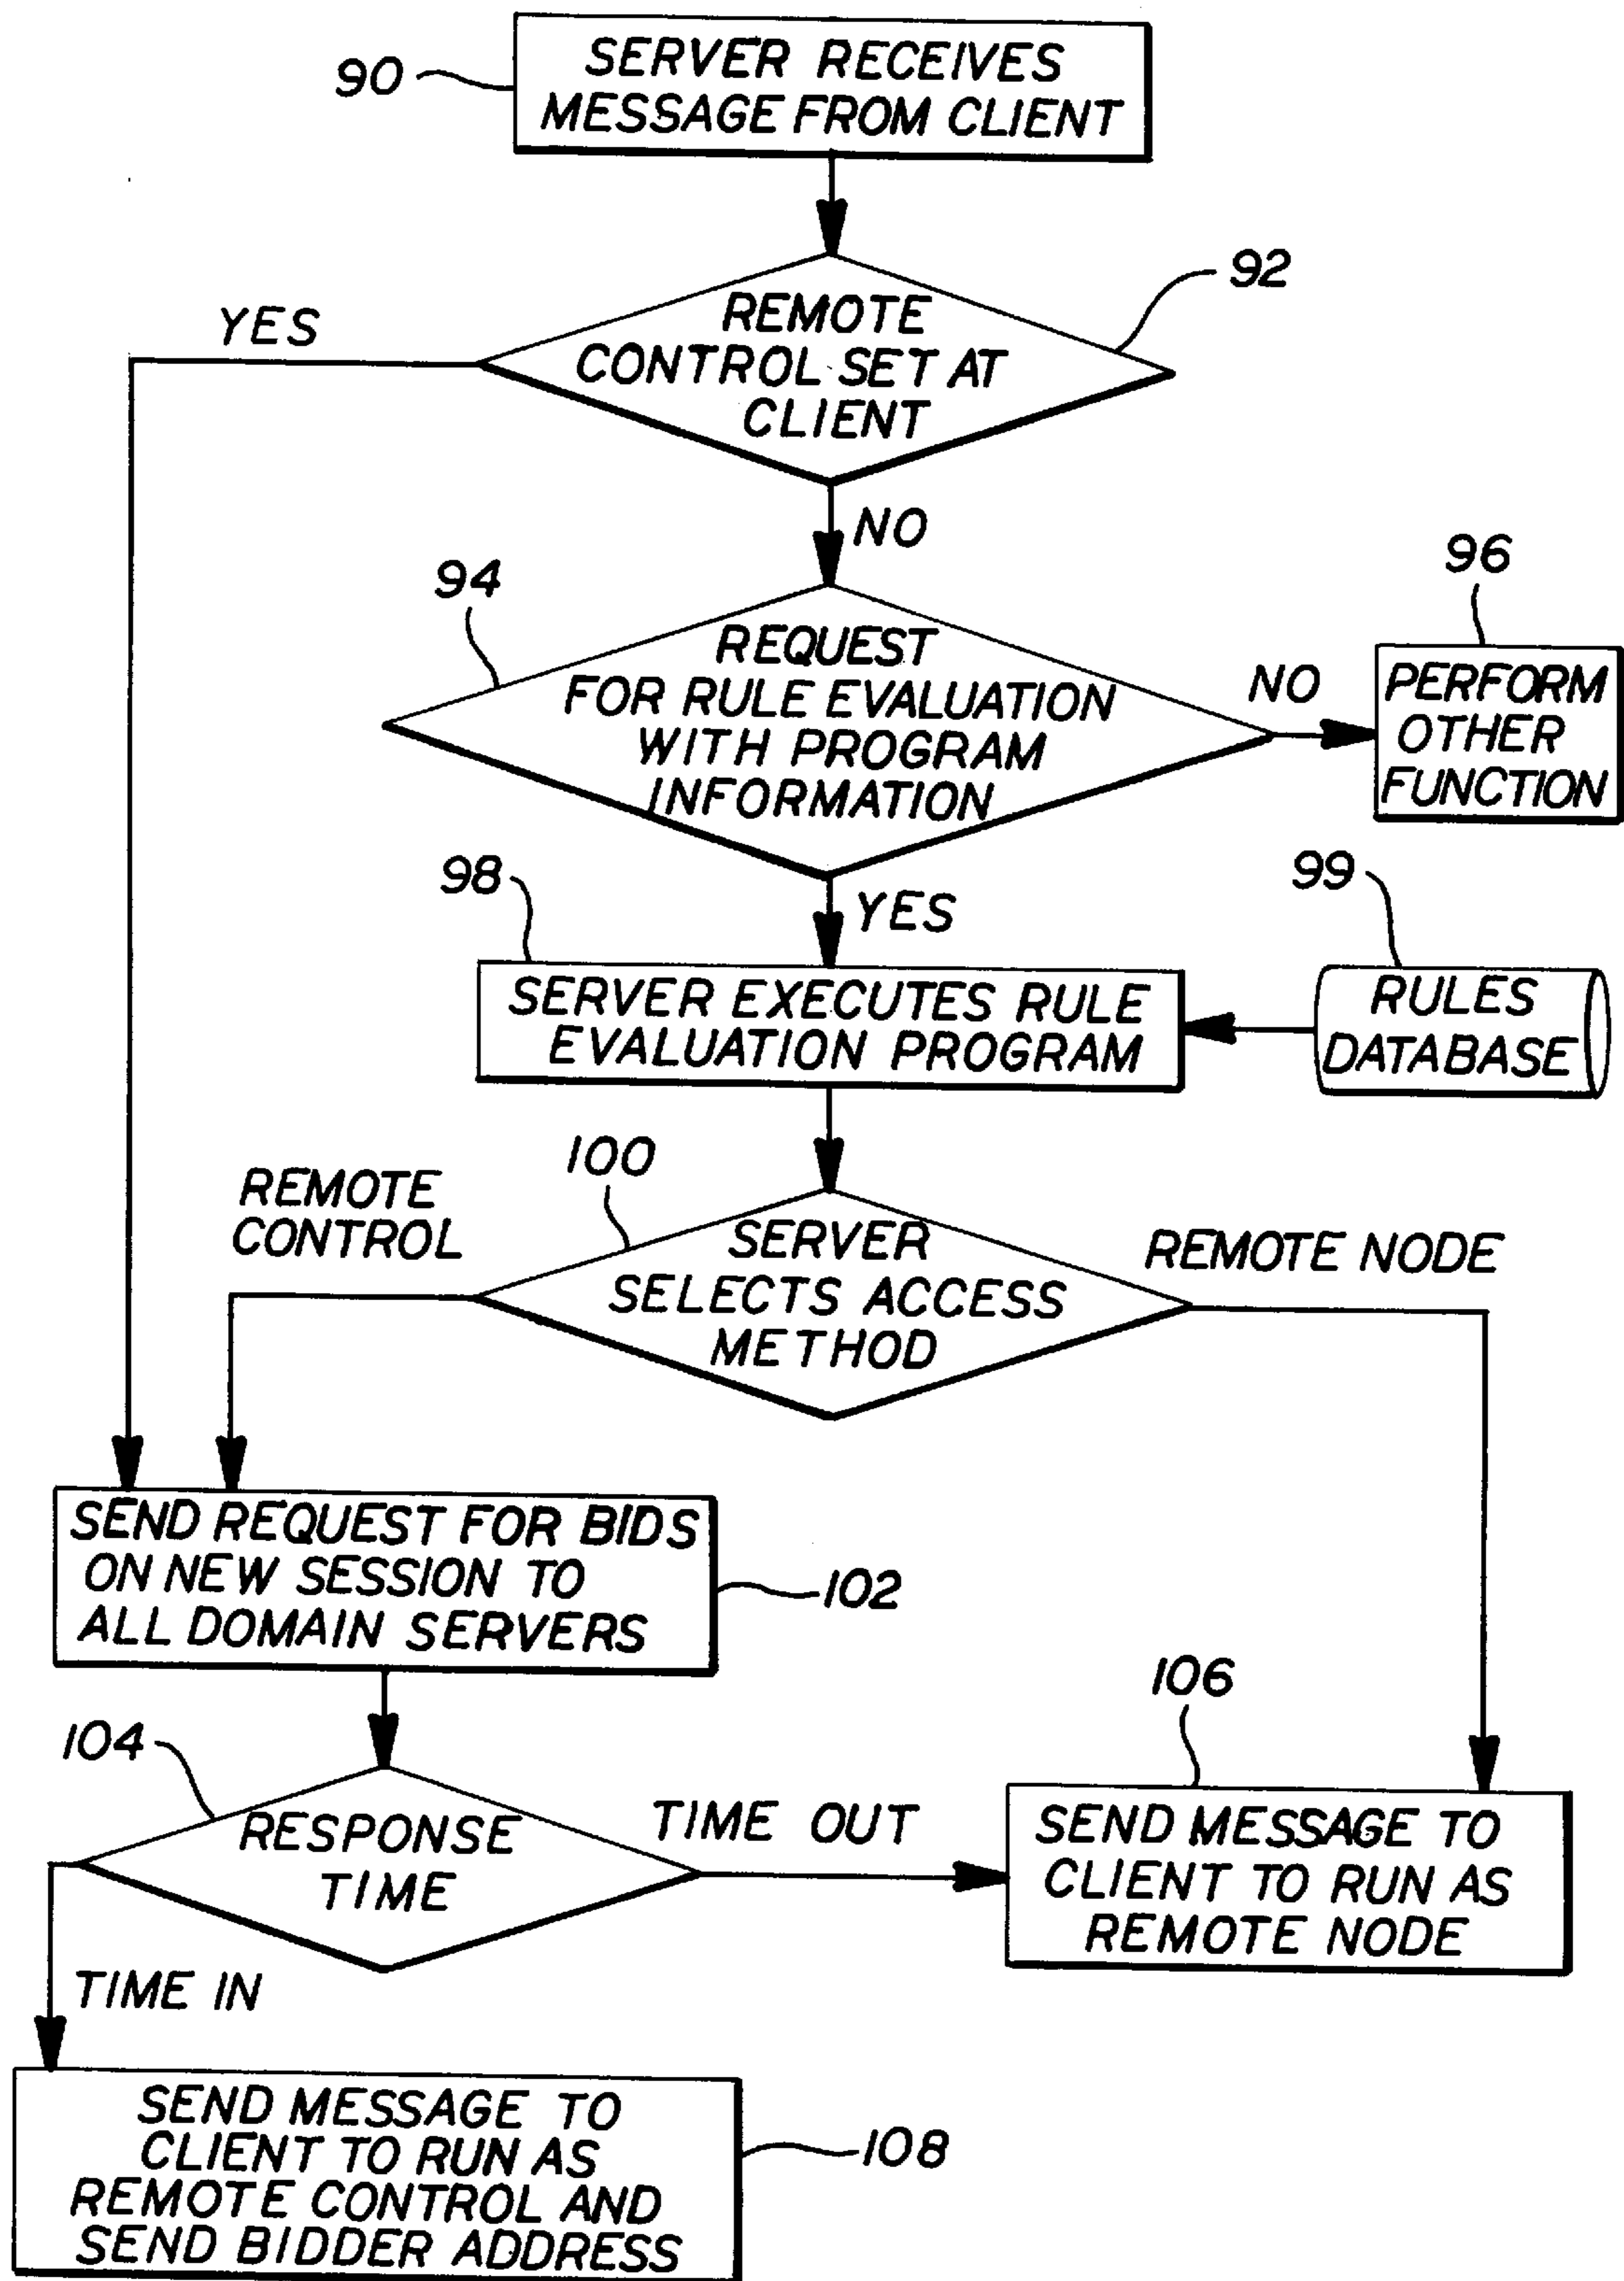 90
SERVER RECEIVES
MESSAGE FROM CLIENT
92
YES
REMOTE
CONTROL SET AT
CLIENT
NO
94
96
REQUEST
FOR RULE EVALUATION
WITH PROGRAM
INFORMATION
NO
PERFORM
OTHER
FUNCTION
98
YES
99
SERVER EXECUTES RULE
EVALUATION PROGRAM
RULES
DATABASE
100
REMOTE
CONTROL
SERVER
SELECTS ACCESS
METHOD
REMOTE NODE
SEND REQUEST FOR BIDS
ON NEW SESSION TO
ALL DOMAIN SERVERS
102
104
106
RESPONSE
TIME
TIME OUT
SEND MESSAGE TO
CLIENT TO RUN AS
REMOTE NODE
TIME IN
SEND MESSAGE TO
CLIENT TO RUN AS
REMOTE CONTROL AND
SEND BIDDER ADDRESS
108